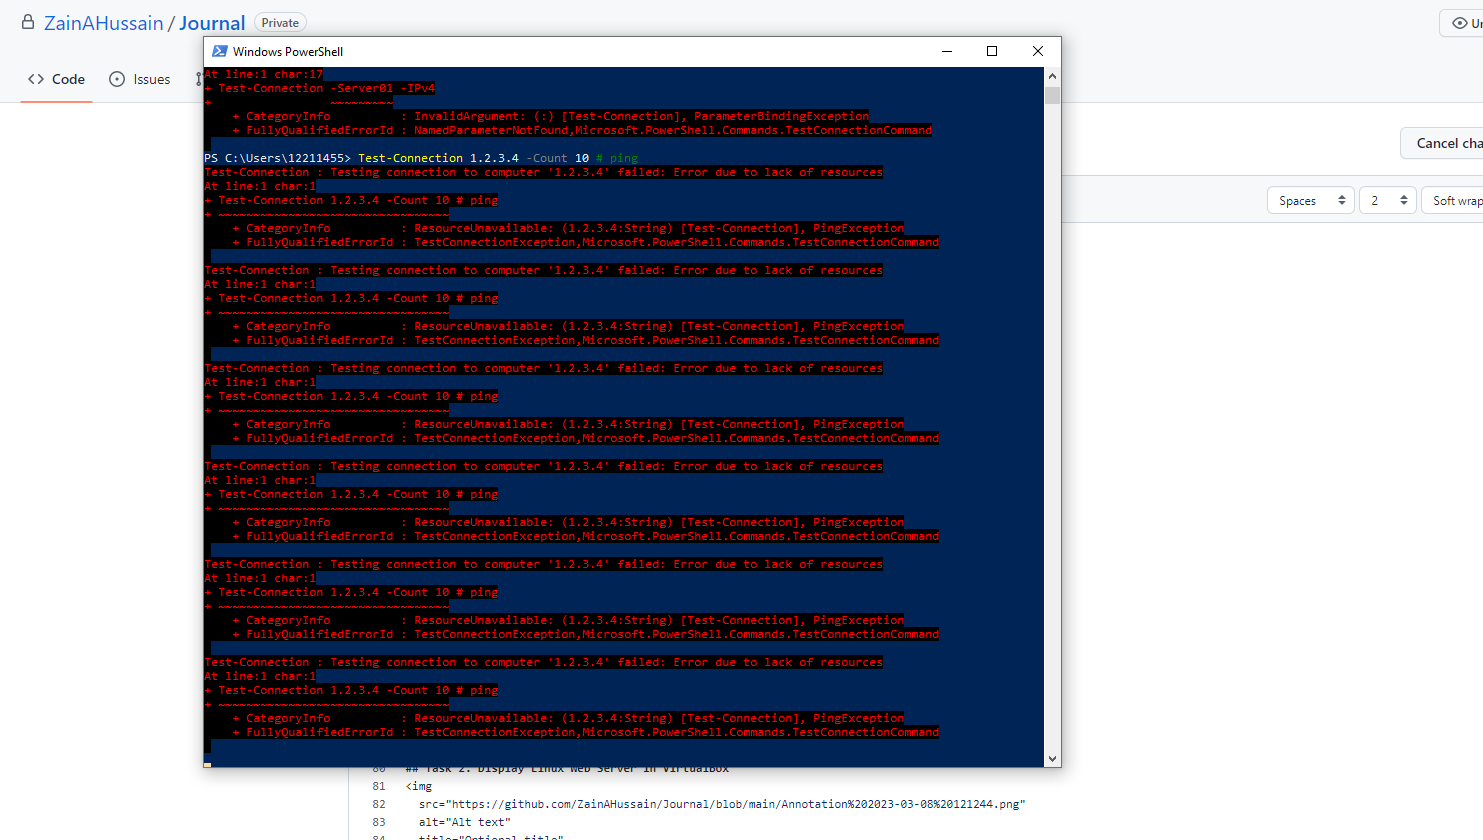 ZainAHussain / Journal Private
<> Code Issues
Windows PowerShell
At line:1 char:17
+ Test-Connection -Server01 -IPv4
+                 ~~~~~~~~~
    + CategoryInfo          : InvalidArgument: (:) [Test-Connection], ParameterBindingException
    + FullyQualifiedErrorId : NamedParameterNotFound,Microsoft.PowerShell.Commands.TestConnectionCommand
PS C:\Users\12211455> Test-Connection 1.2.3.4 -Count 10 # ping
Test-Connection : Testing connection to computer '1.2.3.4' failed: Error due to lack of resources
At line:1 char:1
+ Test-Connection 1.2.3.4 -Count 10 # ping
+ ~~~~~~~~~~~~~~~~~~~~~~~~~~~~~~~~~
    + CategoryInfo          : ResourceUnavailable: (1.2.3.4:String) [Test-Connection], PingException
    + FullyQualifiedErrorId : TestConnectionException,Microsoft.PowerShell.Commands.TestConnectionCommand
Test-Connection : Testing connection to computer '1.2.3.4' failed: Error due to lack of resources
At line:1 char:1
+ Test-Connection 1.2.3.4 -Count 10 # ping
+ ~~~~~~~~~~~~~~~~~~~~~~~~~~~~~~~~~
    + CategoryInfo          : ResourceUnavailable: (1.2.3.4:String) [Test-Connection], PingException
    + FullyQualifiedErrorId : TestConnectionException,Microsoft.PowerShell.Commands.TestConnectionCommand
Test-Connection : Testing connection to computer '1.2.3.4' failed: Error due to lack of resources
At line:1 char:1
+ Test-Connection 1.2.3.4 -Count 10 # ping
+ ~~~~~~~~~~~~~~~~~~~~~~~~~~~~~~~~~
    + CategoryInfo          : ResourceUnavailable: (1.2.3.4:String) [Test-Connection], PingException
    + FullyQualifiedErrorId : TestConnectionException,Microsoft.PowerShell.Commands.TestConnectionCommand
Test-Connection : Testing connection to computer '1.2.3.4' failed: Error due to lack of resources
At line:1 char:1
+ Test-Connection 1.2.3.4 -Count 10 # ping
+ ~~~~~~~~~~~~~~~~~~~~~~~~~~~~~~~~~
    + CategoryInfo          : ResourceUnavailable: (1.2.3.4:String) [Test-Connection], PingException
    + FullyQualifiedErrorId : TestConnectionException,Microsoft.PowerShell.Commands.TestConnectionCommand
Test-Connection : Testing connection to computer '1.2.3.4' failed: Error due to lack of resources
At line:1 char:1
+ Test-Connection 1.2.3.4 -Count 10 # ping
+ ~~~~~~~~~~~~~~~~~~~~~~~~~~~~~~~~~
    + CategoryInfo          : ResourceUnavailable: (1.2.3.4:String) [Test-Connection], PingException
    + FullyQualifiedErrorId : TestConnectionException,Microsoft.PowerShell.Commands.TestConnectionCommand
Test-Connection : Testing connection to computer '1.2.3.4' failed: Error due to lack of resources
At line:1 char:1
+ Test-Connection 1.2.3.4 -Count 10 # ping
+ ~~~~~~~~~~~~~~~~~~~~~~~~~~~~~~~~~
    + CategoryInfo          : ResourceUnavailable: (1.2.3.4:String) [Test-Connection], PingException
    + FullyQualifiedErrorId : TestConnectionException,Microsoft.PowerShell.Commands.TestConnectionCommand
Un
Cancel cha
Spaces 2 Soft wrap
80 ## Task 2: Display Linux Web Server in VirtualBox
81 <img
82 src="https://github.com/ZainAHussain/Journal/blob/main/Annotation%202023-03-08%20121244.png"
83 alt="Alt text"
84 title="Optional title"